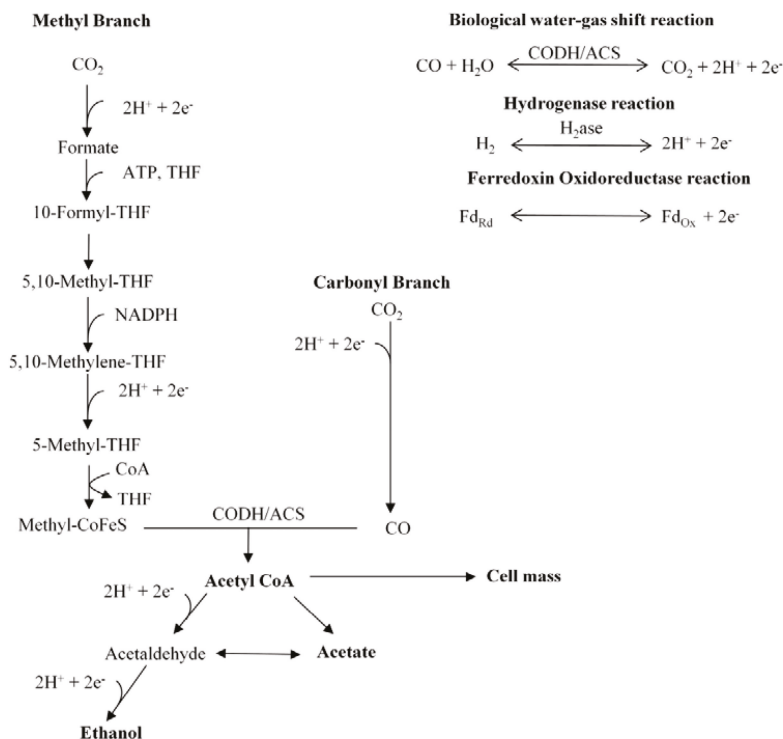 Methyl Branch
CO₂
2H⁺ + 2e⁻
Formate
ATP, THF
10-Formyl-THF
5,10-Methyl-THF
NADPH
5,10-Methylene-THF
2H⁺ + 2e⁻
5-Methyl-THF
CoA
THF
Methyl-CoFeS
Biological water-gas shift reaction
CODH/ACS
CO + H₂O CO₂ + 2H⁺ + 2e⁻
Hydrogenase reaction
H₂ase
H₂ 2H⁺ + 2e⁻
Ferredoxin Oxidoreductase reaction
Fd_Rd Fd_Ox + 2e⁻
Carbonyl Branch
CO₂
2H⁺ + 2e⁻
CO
CODH/ACS
Acetyl CoA
Cell mass
2H⁺ + 2e⁻
Acetaldehyde
Acetate
2H⁺ + 2e⁻
Ethanol